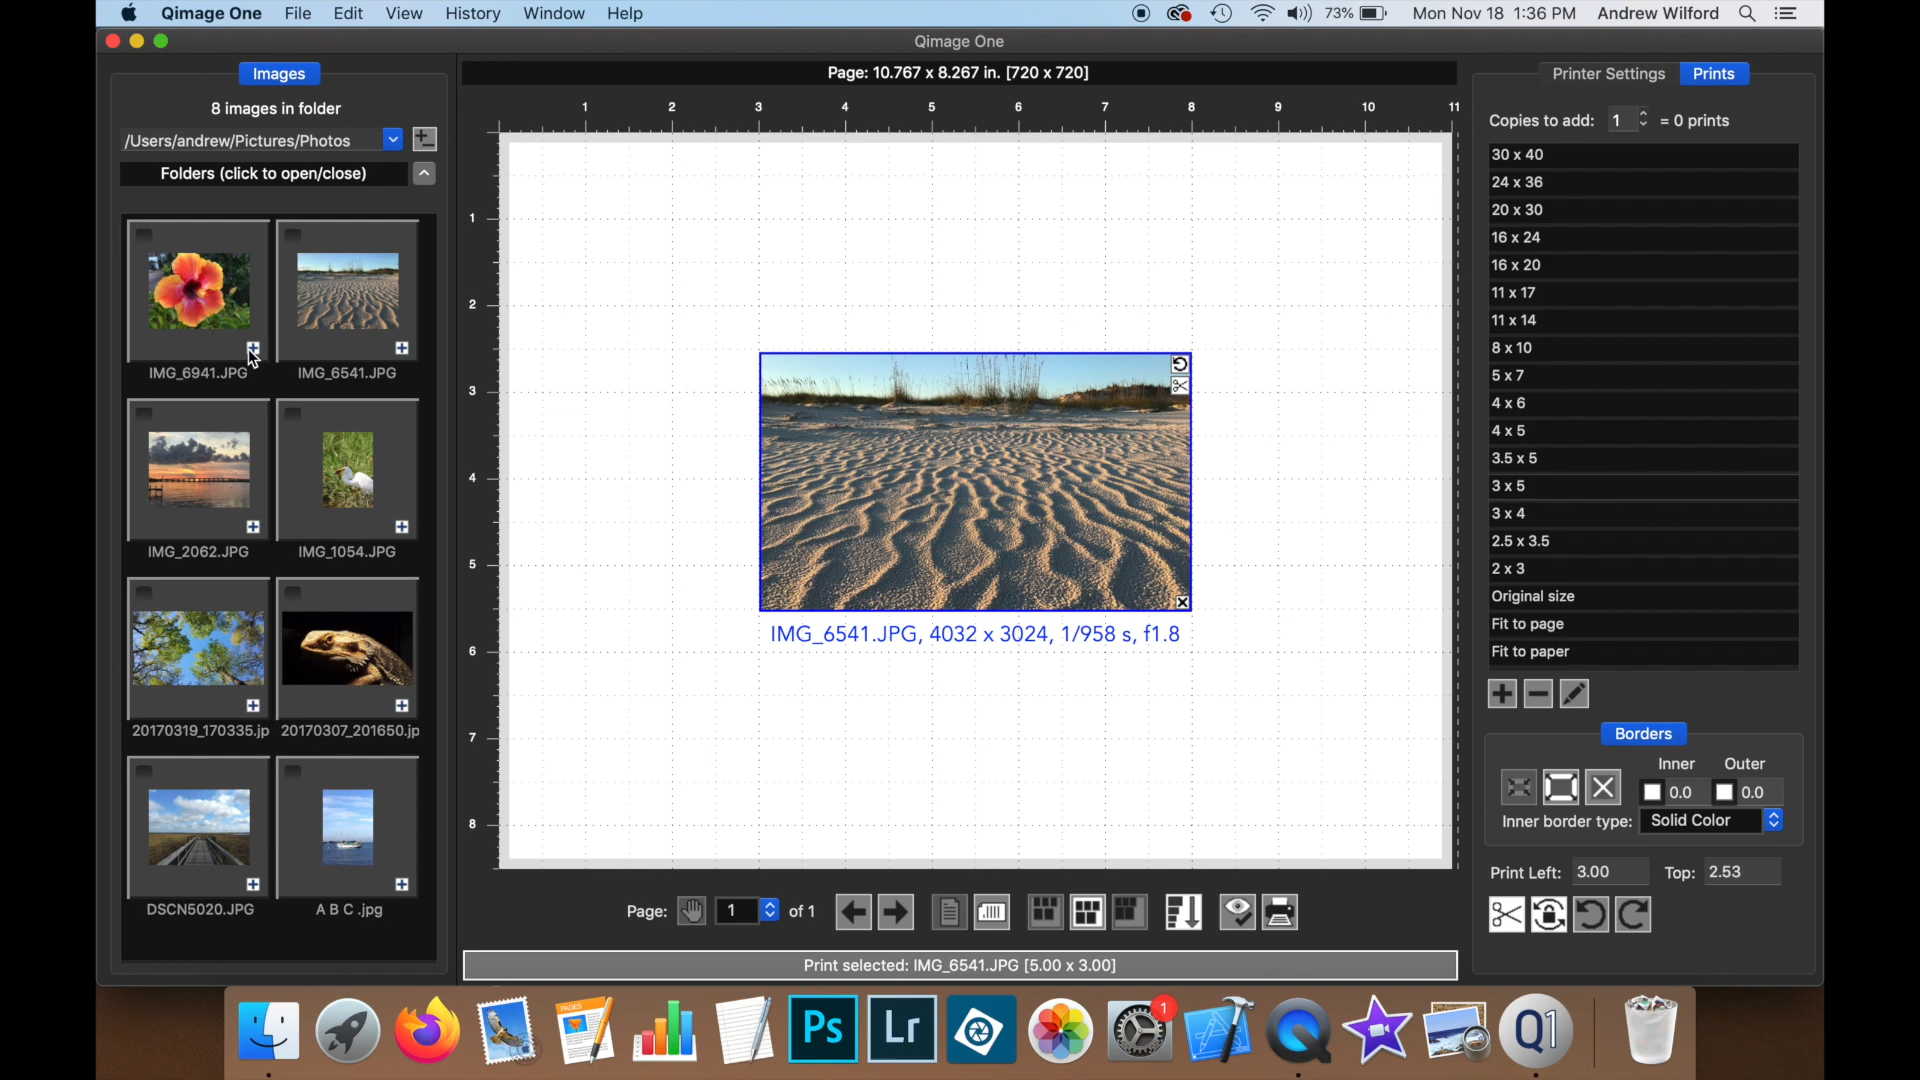 Qimage One File Edit View History Window Help 73% Mon Nov 18 1:36 PM Andrew Wilford
Qimage One
Images
8 images in folder
/Users/andrew/Pictures/Photos
Folders (click to open/close)
IMG_6941.JPG IMG_6541.JPG
IMG_2062.JPG IMG_1054.JPG
20170319_170335.jp 20170307_201650.jp
DSCN5020.JPG A B C .jpg
Page: 10.767 x 8.267 in. [720 x 720]
1 2 3 4 5 6 7 8 9 10 11
1
2
3
4
5
6
7
8
IMG_6541.JPG, 4032 x 3024, 1/958 s, f1.8
Page: 1 of 1
Print selected: IMG_6541.JPG [5.00 x 3.00]
Printer Settings Prints
Copies to add: 1 = 0 prints
30 x 40
24 x 36
20 x 30
16 x 24
16 x 20
11 x 17
11 x 14
8 x 10
5 x 7
4 x 6
4 x 5
3.5 x 5
3 x 5
3 x 4
2.5 x 3.5
2 x 3
Original size
Fit to page
Fit to paper
Borders
Inner Outer
0.0 0.0
Inner border type: Solid Color
Print Left: 3.00 Top: 2.53
PAGES Ps Lr 1 Q1